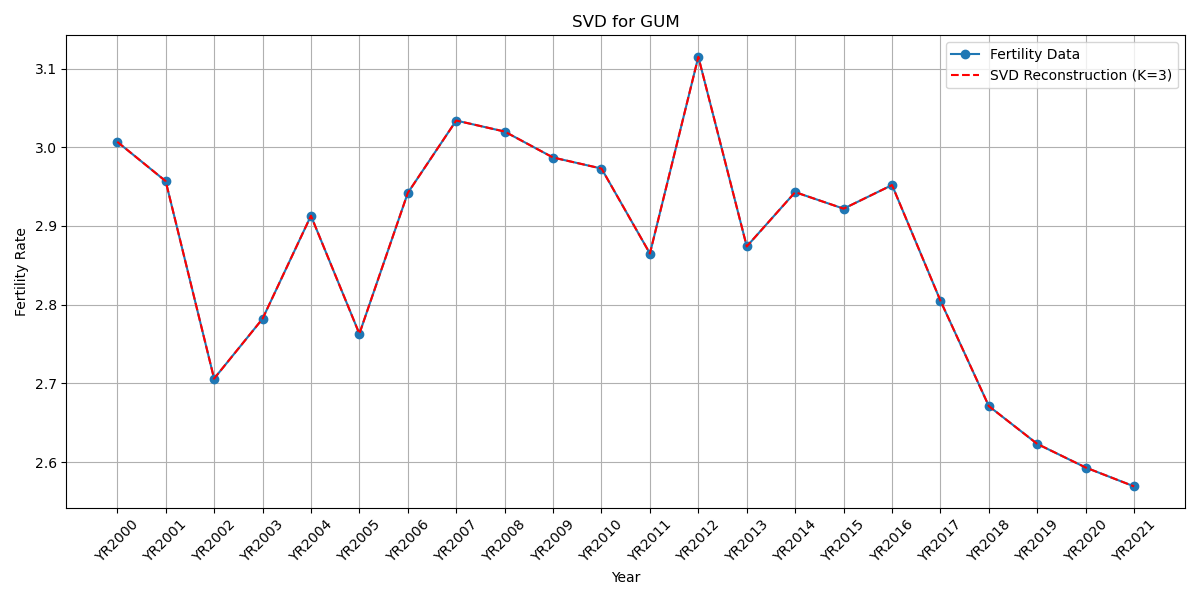 SVD for GUM
Fertility Data
SVD Reconstruction (K=3)
Fertility Rate
3.1
3.0
2.9
2.8
2.7
2.6
YR2000
YR2001
YR2002
YR2003
YR2004
YR2005
YR2006
YR2007
YR2008
YR2009
YR2010
YR2011
YR2012
YR2013
YR2014
YR2015
YR2016
YR2017
YR2018
YR2019
YR2020
YR2021
Year